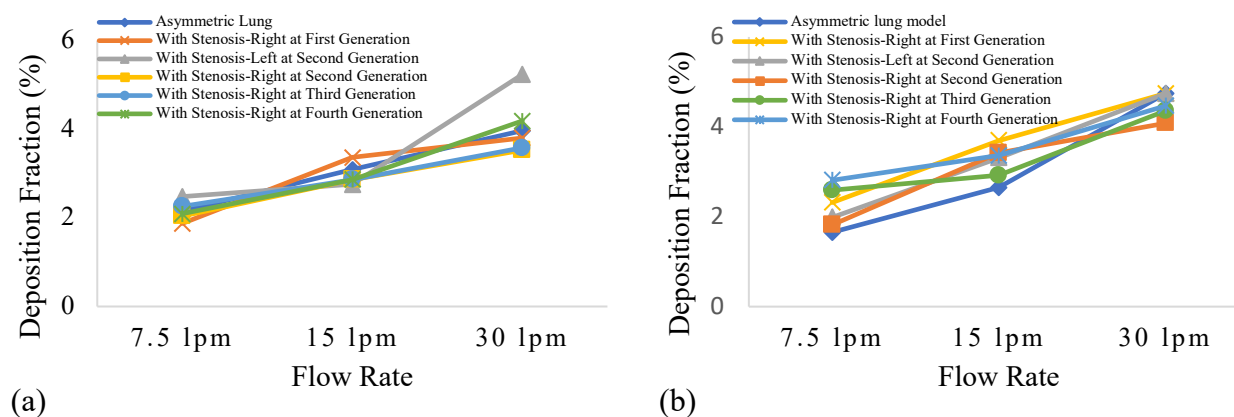 (a)
Deposition Fraction (%)
6
4
2
0
Asymmetric Lung
With Stenosis-Right at First Generation
With Stenosis-Left at Second Generation
With Stenosis-Right at Second Generation
With Stenosis-Right at Third Generation
With Stenosis-Right at Fourth Generation
7.5 lpm 15 lpm 30 lpm
Flow Rate
(b)
Deposition Fraction (%)
6
4
2
0
Asymmetric lung model
With Stenosis-Right at First Generation
With Stenosis-Left at Second Generation
With Stenosis-Right at Second Generation
With Stenosis-Right at Third Generation
With Stenosis-Right at Fourth Generation
7.5 lpm 15 lpm 30 lpm
Flow Rate